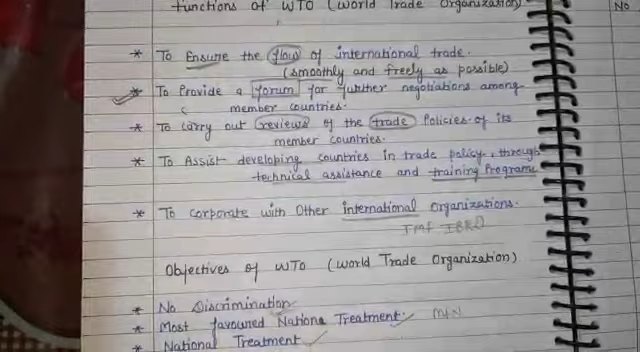 functions of WTO (World Trade Organization)
No
* To Ensure the flow of international trade.
(smoothly and freely as possible)
* To Provide a forum for further negotiations among
member countries.
* To carry out reviews of the trade Policies of its
member countries.
* To Assist developing countries in trade policy, through
technical assistance and training Programs
* To corporate with Other international Organizations.
IMF IBRD
Objectives of WTO (World Trade Organization)
* No Discrimination
* Most favoured Nations Treatment. MFN
* National Treatment